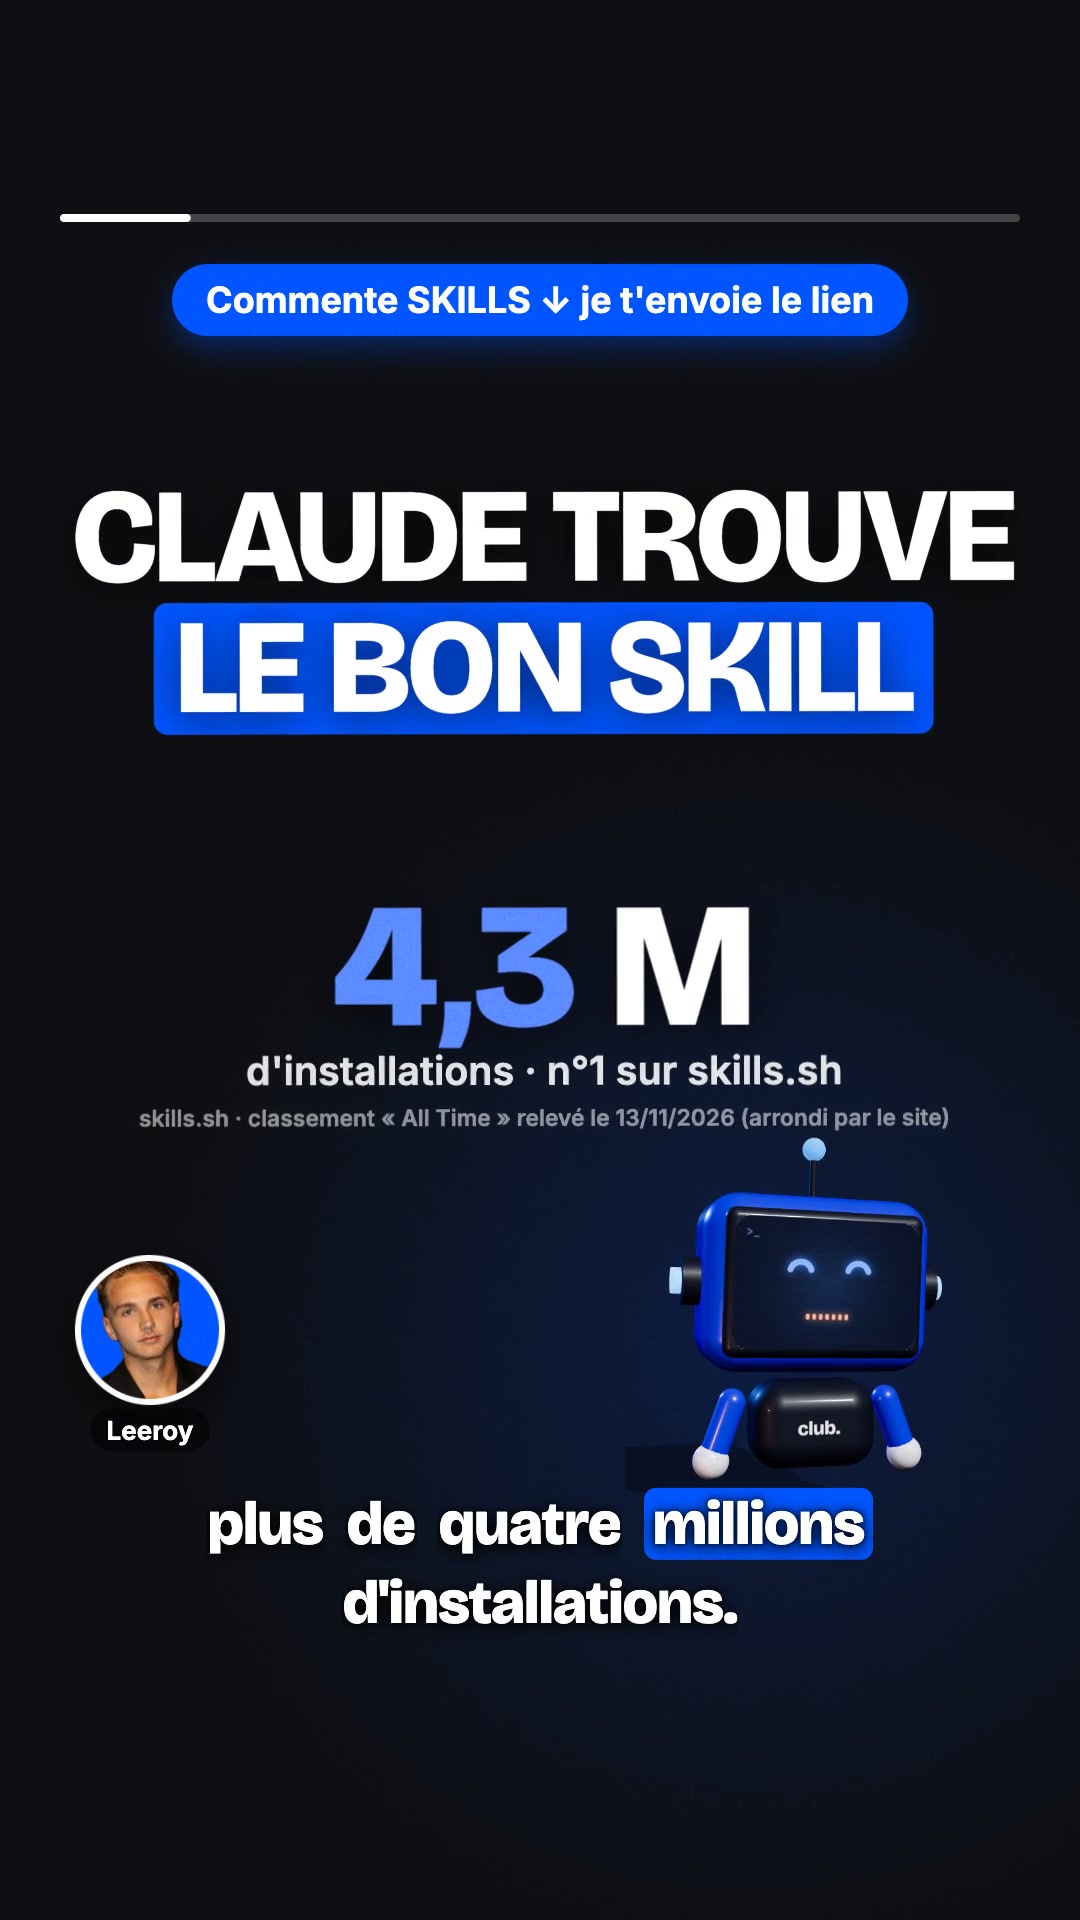 Commente SKILLS ↓ je t'envoie le lien
CLAUDE TROUVE
LE BON SKILL
4,3 M
d'installations · n°1 sur skills.sh
skills.sh · classement « All Time » relevé le 13/11/2026 (arrondi par le site)
>_
club.
Leeroy
plus de quatre millions
d'installations.